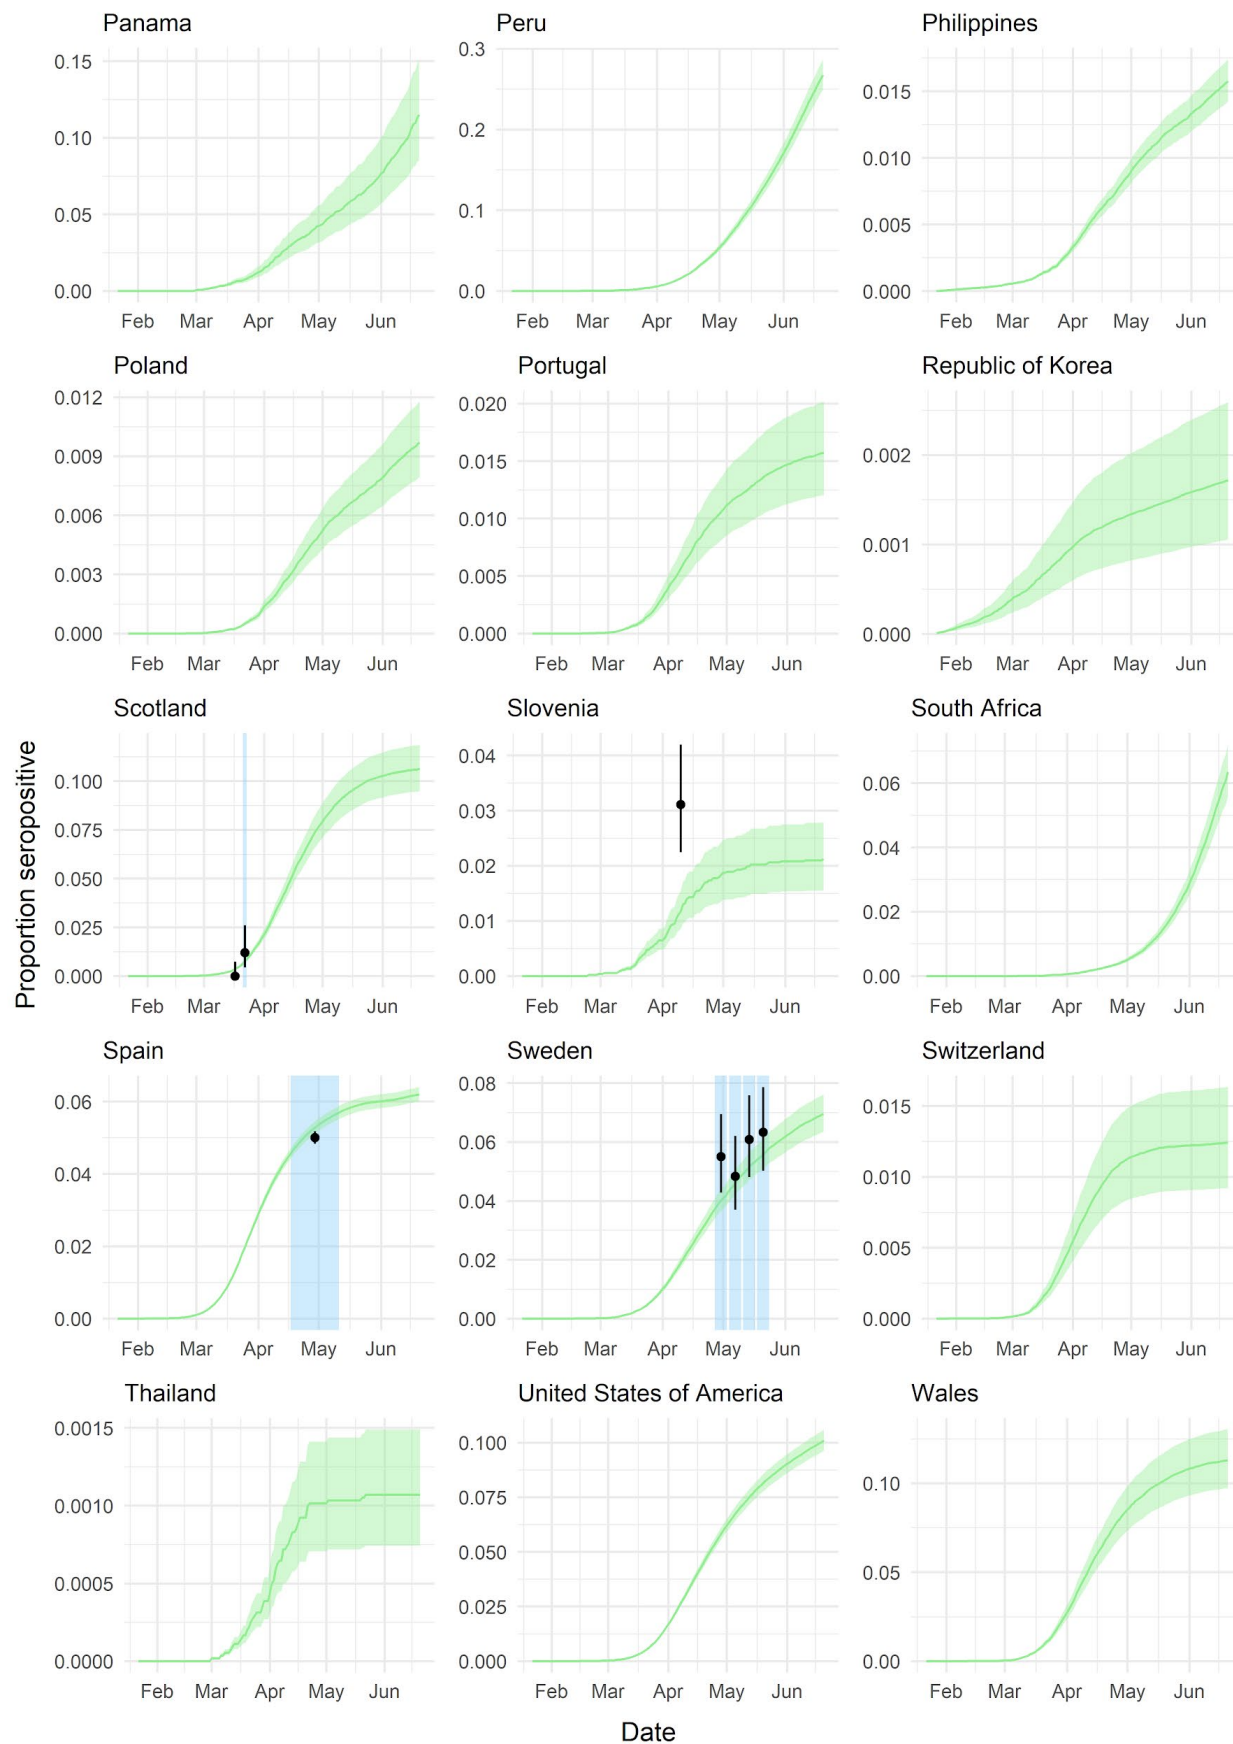 Panama Peru Philippines
0.15 0.3 0.015
0.10 0.2 0.010
0.05 0.1 0.005
0.00 0.0 0.000
Feb Mar Apr May Jun Feb Mar Apr May Jun Feb Mar Apr May Jun
Poland Portugal Republic of Korea
0.012 0.020 0.002
0.009 0.015 0.001
0.006 0.010 0.000
0.003 0.005
0.000 0.000
Feb Mar Apr May Jun Feb Mar Apr May Jun Feb Mar Apr May Jun
Proportion seropositive
Scotland Slovenia South Africa
0.100 0.04 0.06
0.075 0.03 0.04
0.050 0.02 0.02
0.025 0.01 0.00
0.000 0.00
Feb Mar Apr May Jun Feb Mar Apr May Jun Feb Mar Apr May Jun
Spain Sweden Switzerland
0.06 0.08 0.015
0.04 0.06 0.010
0.02 0.04 0.005
0.00 0.02 0.000
0.00
Feb Mar Apr May Jun Feb Mar Apr May Jun Feb Mar Apr May Jun
Thailand United States of America Wales
0.0015 0.100 0.10
0.0010 0.075 0.05
0.0005 0.050 0.00
0.0000 0.025
0.000
Feb Mar Apr May Jun Feb Mar Apr May Jun Feb Mar Apr May Jun
Date